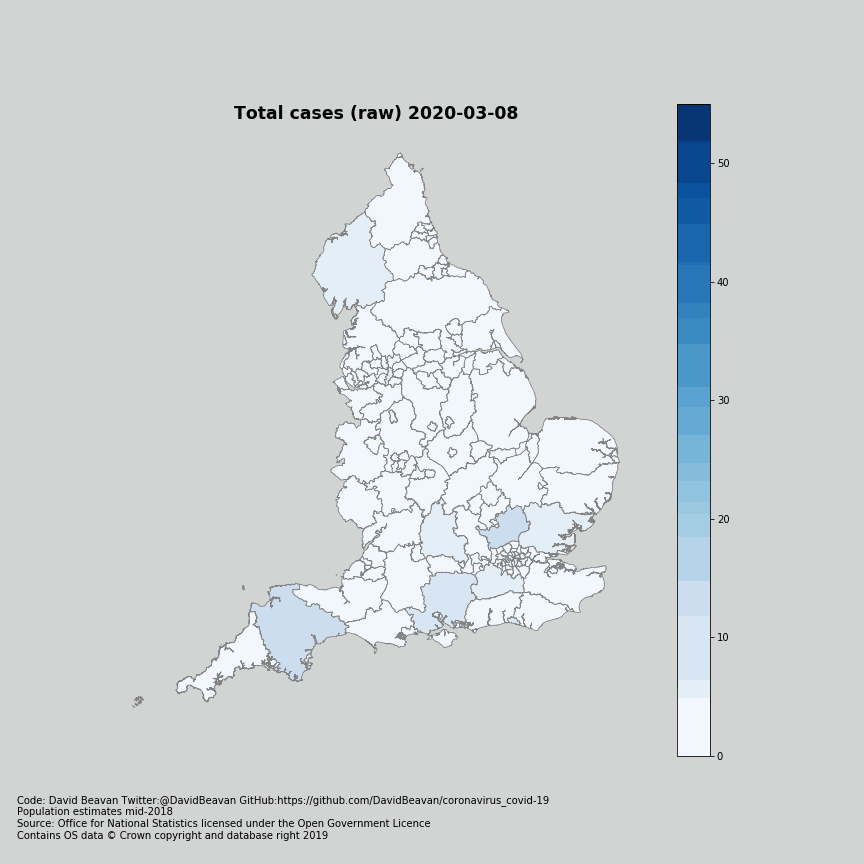 Total cases (raw) 2020-03-08
50
40
30
20
10
0
Code: David Beavan Twitter:@DavidBeavan GitHub:https://github.com/DavidBeavan/coronavirus_covid-19
Population estimates mid-2018
Source: Office for National Statistics licensed under the Open Government Licence
Contains OS data © Crown copyright and database right 2019